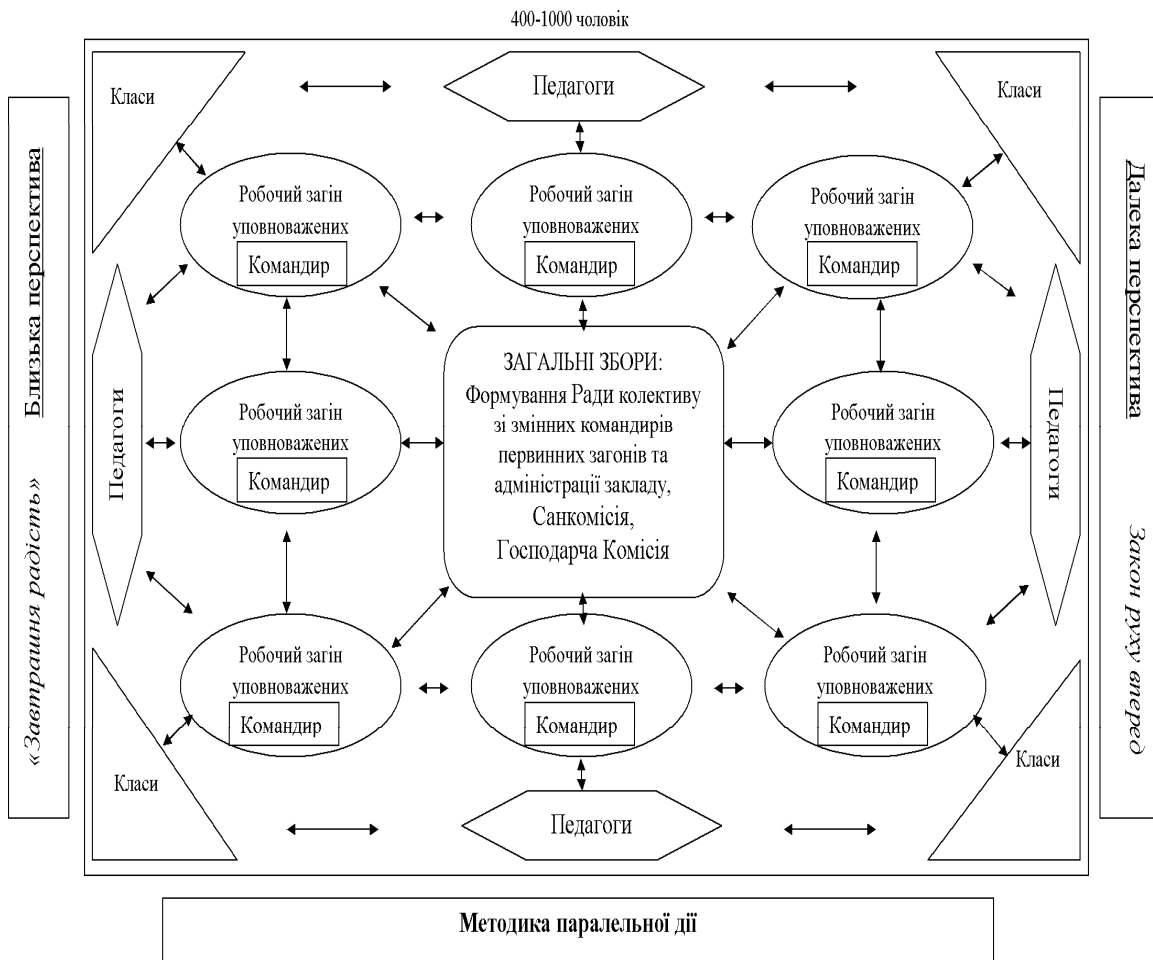 400-1000 чоловік
Класи
Педагоги
Класи
Близька перспектива
«Завтрашня радість»
Робочий загін
уповноважених
Командир
Робочий загін
уповноважених
Командир
Робочий загін
уповноважених
Командир
Далека перспектива
Закон руху вперед
Педагоги
Робочий загін
уповноважених
Командир
ЗАГАЛЬНІ ЗБОРИ:
Формування Ради колективу
зі змінних командирів
первинних загонів та
адміністрації закладу,
Санкомісія,
Господарча Комісія
Робочий загін
уповноважених
Командир
Педагоги
Робочий загін
уповноважених
Командир
Робочий загін
уповноважених
Командир
Робочий загін
уповноважених
Командир
Класи
Педагоги
Класи
Методика паралельної дії